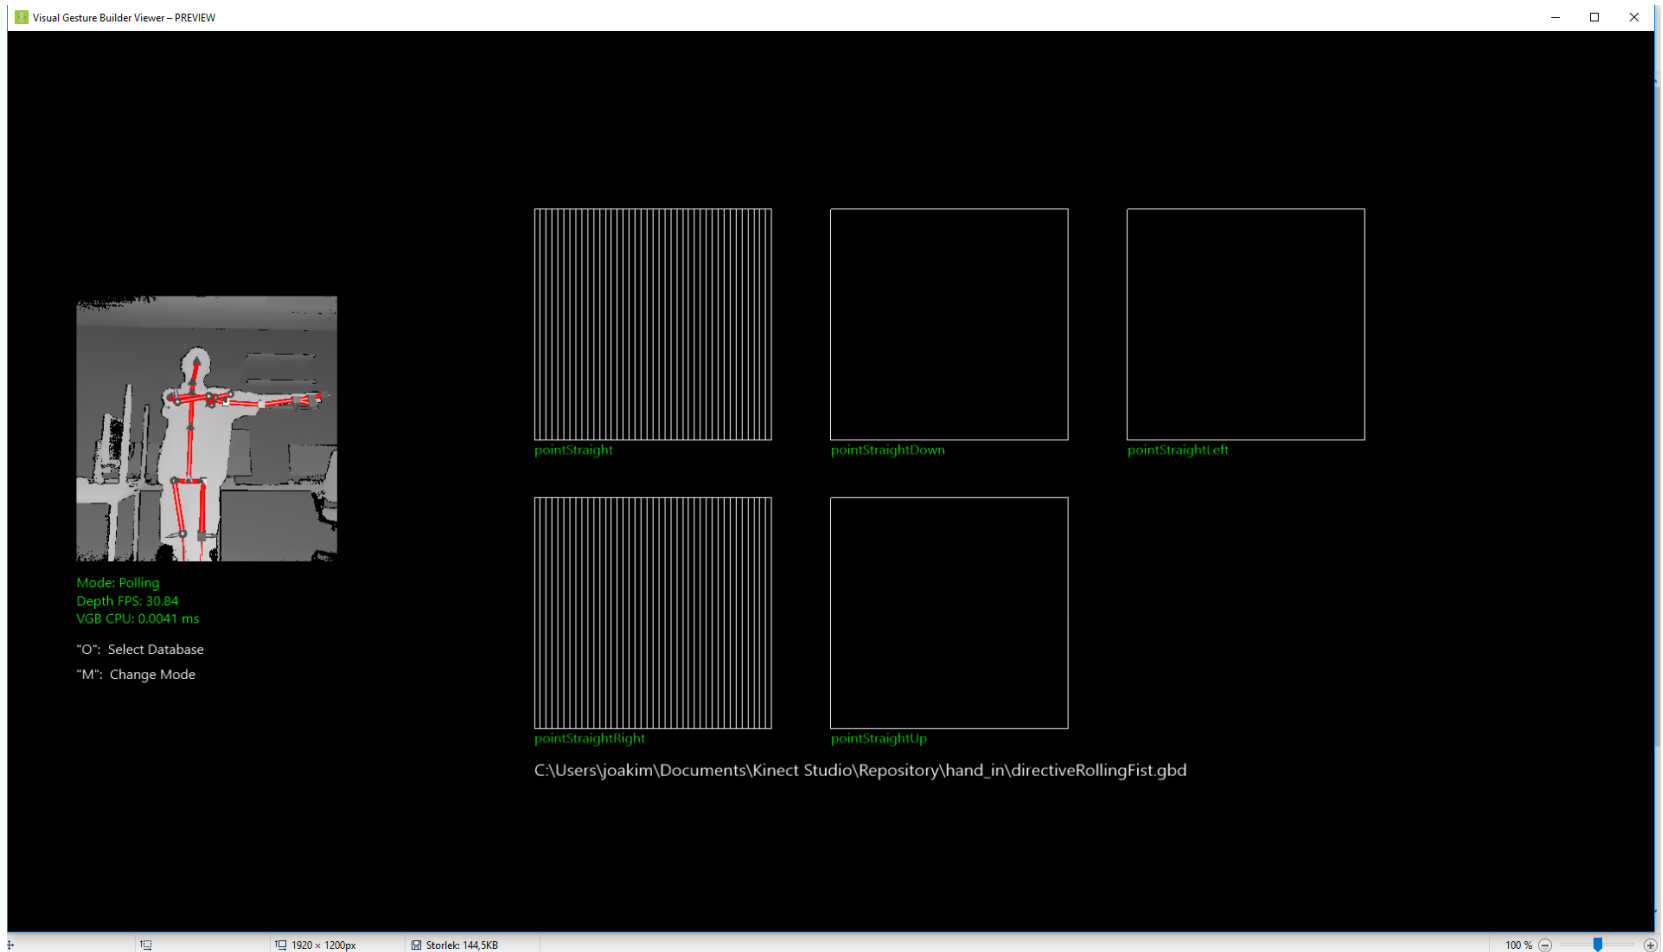 Visual Gesture Builder Viewer – PREVIEW
pointStraight
pointStraightDown
pointStraightLeft
Mode: Polling
Depth FPS: 30.84
VGB CPU: 0.0041 ms
"O": Select Database
"M": Change Mode
pointStraightRight
pointStraightUp
C:\Users\joakim\Documents\Kinect Studio\Repository\hand_in\directiveRollingFist.gbd
1920 × 1200px
Storlek: 144,5KB
100 %